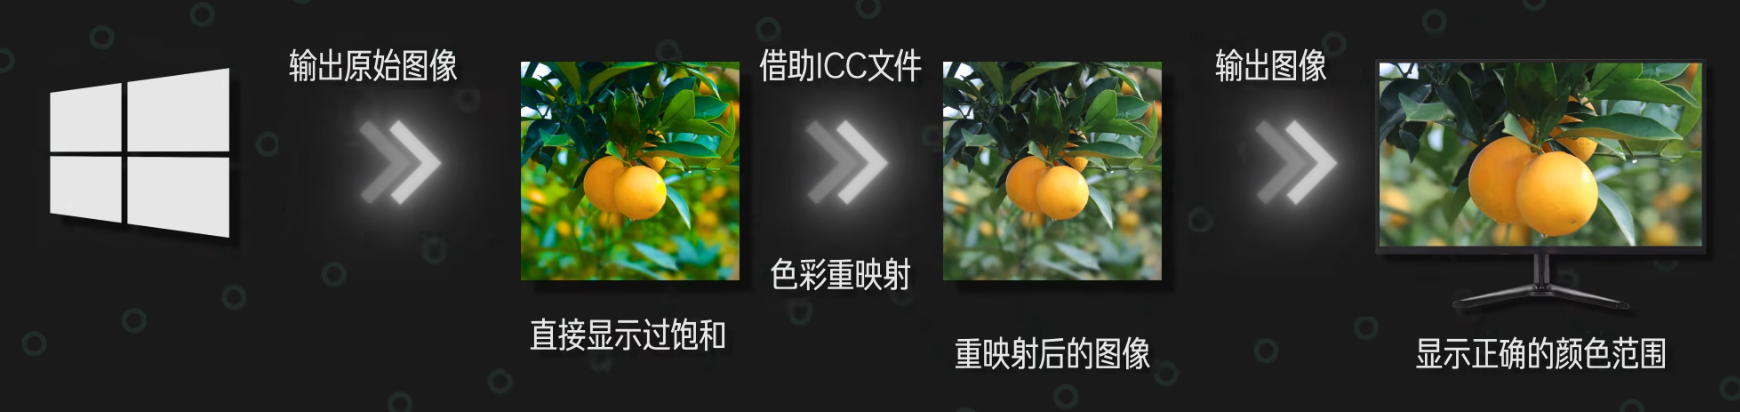 输出原始图像
直接显示过饱和
借助ICC文件
色彩重映射
重映射后的图像
输出图像
显示正确的颜色范围